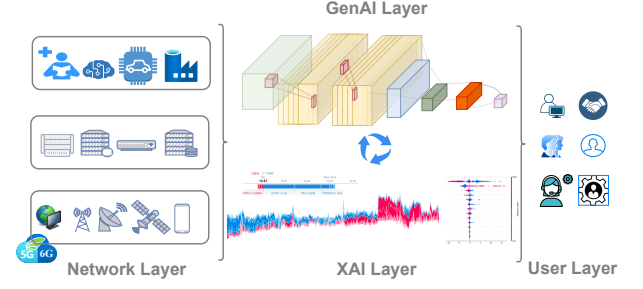 GenAI Layer
5G 6G
Network Layer
XAI Layer
User Layer